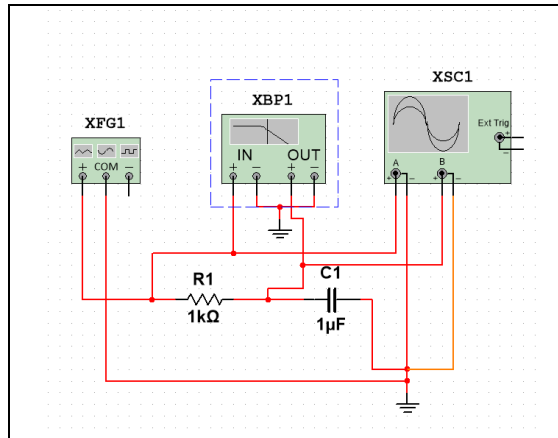 XSC1
XBP1
XFG1
Ext Trig
+
-
IN OUT
+ - + -
A B
+ - + -
+ COM -
R1
1kΩ
C1
1µF